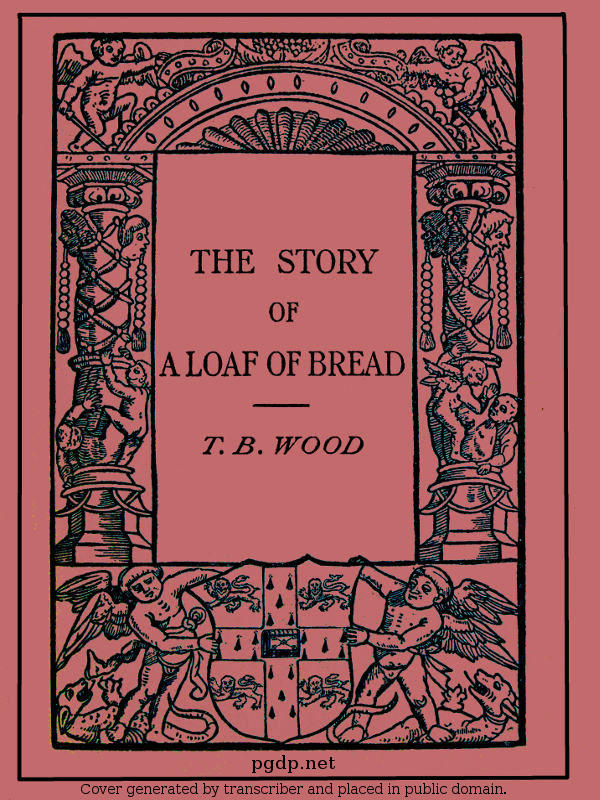 THE STORY
OF
A LOAF OF BREAD
T. B. WOOD
pgdp.net
Cover generated by transcriber and placed in public domain.